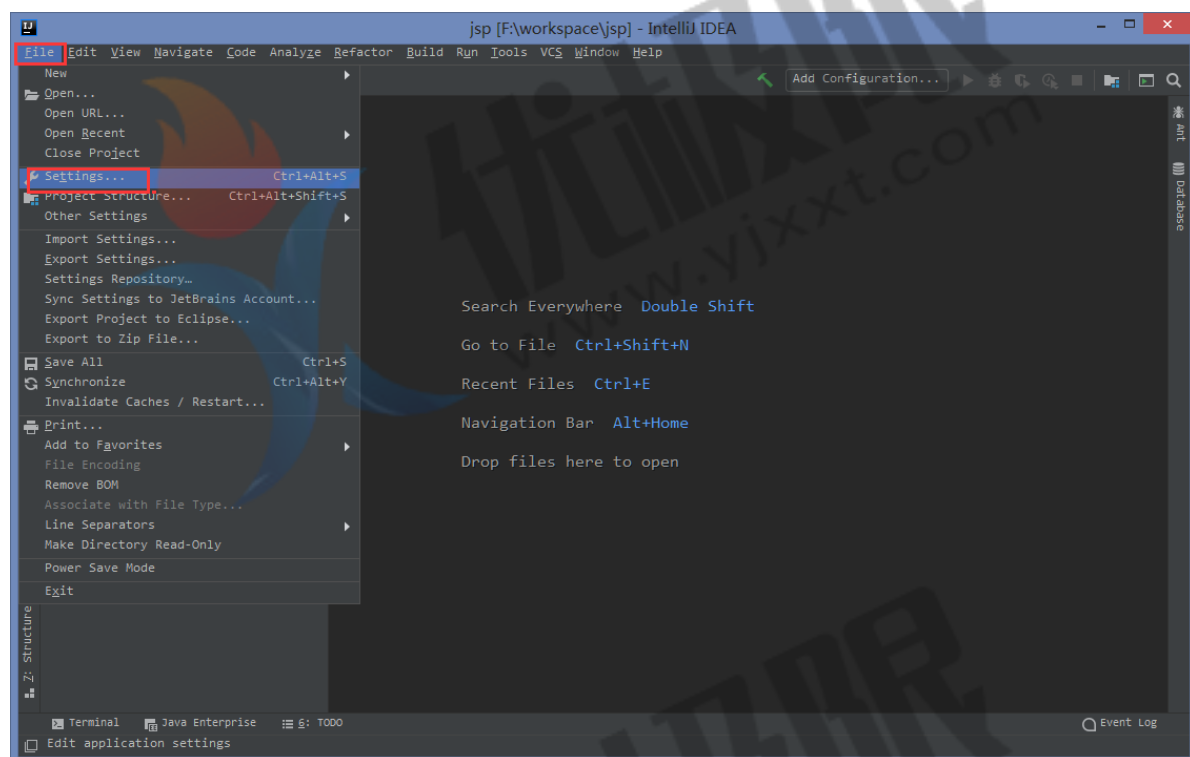 IJ
jsp [F:\workspace\jsp] - IntelliJ IDEA
File Edit View Navigate Code Analyze Refactor Build Run Tools VCS Window Help
New
Add Configuration...
Open...
Open URL...
Open Recent
Close Project
Settings... Ctrl+Alt+S
Project Structure... Ctrl+Alt+Shift+S
Other Settings
Import Settings...
Export Settings...
Settings Repository…
Sync Settings to JetBrains Account...
Export Project to Eclipse...
Export to Zip File...
Save All Ctrl+S
Synchronize Ctrl+Alt+Y
Invalidate Caches / Restart...
Print...
Add to Favorites
File Encoding
Remove BOM
Associate with File Type...
Line Separators
Make Directory Read-Only
Power Save Mode
Exit
Search Everywhere Double Shift
Go to File Ctrl+Shift+N
Recent Files Ctrl+E
Navigation Bar Alt+Home
Drop files here to open
Ant
Database
Z: Structure
Terminal Java Enterprise 6: TODO Event Log
Edit application settings
优极限
www.yjxxt.com
极限